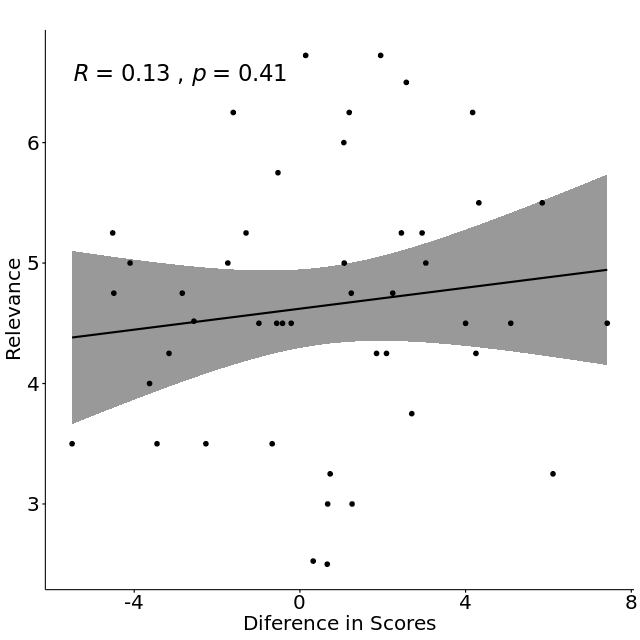 R = 0.13 , p = 0.41
6
5
4
3
Relevance
-4 0 4 8
Diference in Scores